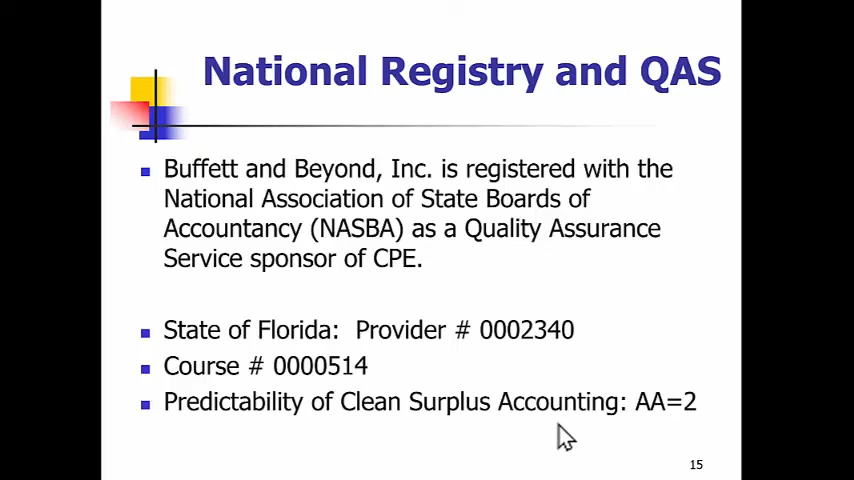 National Registry and QAS
Buffett and Beyond, Inc. is registered with the
National Association of State Boards of
Accountancy (NASBA) as a Quality Assurance
Service sponsor of CPE.
State of Florida:  Provider # 0002340
Course # 0000514
Predictability of Clean Surplus Accounting: AA=2
15